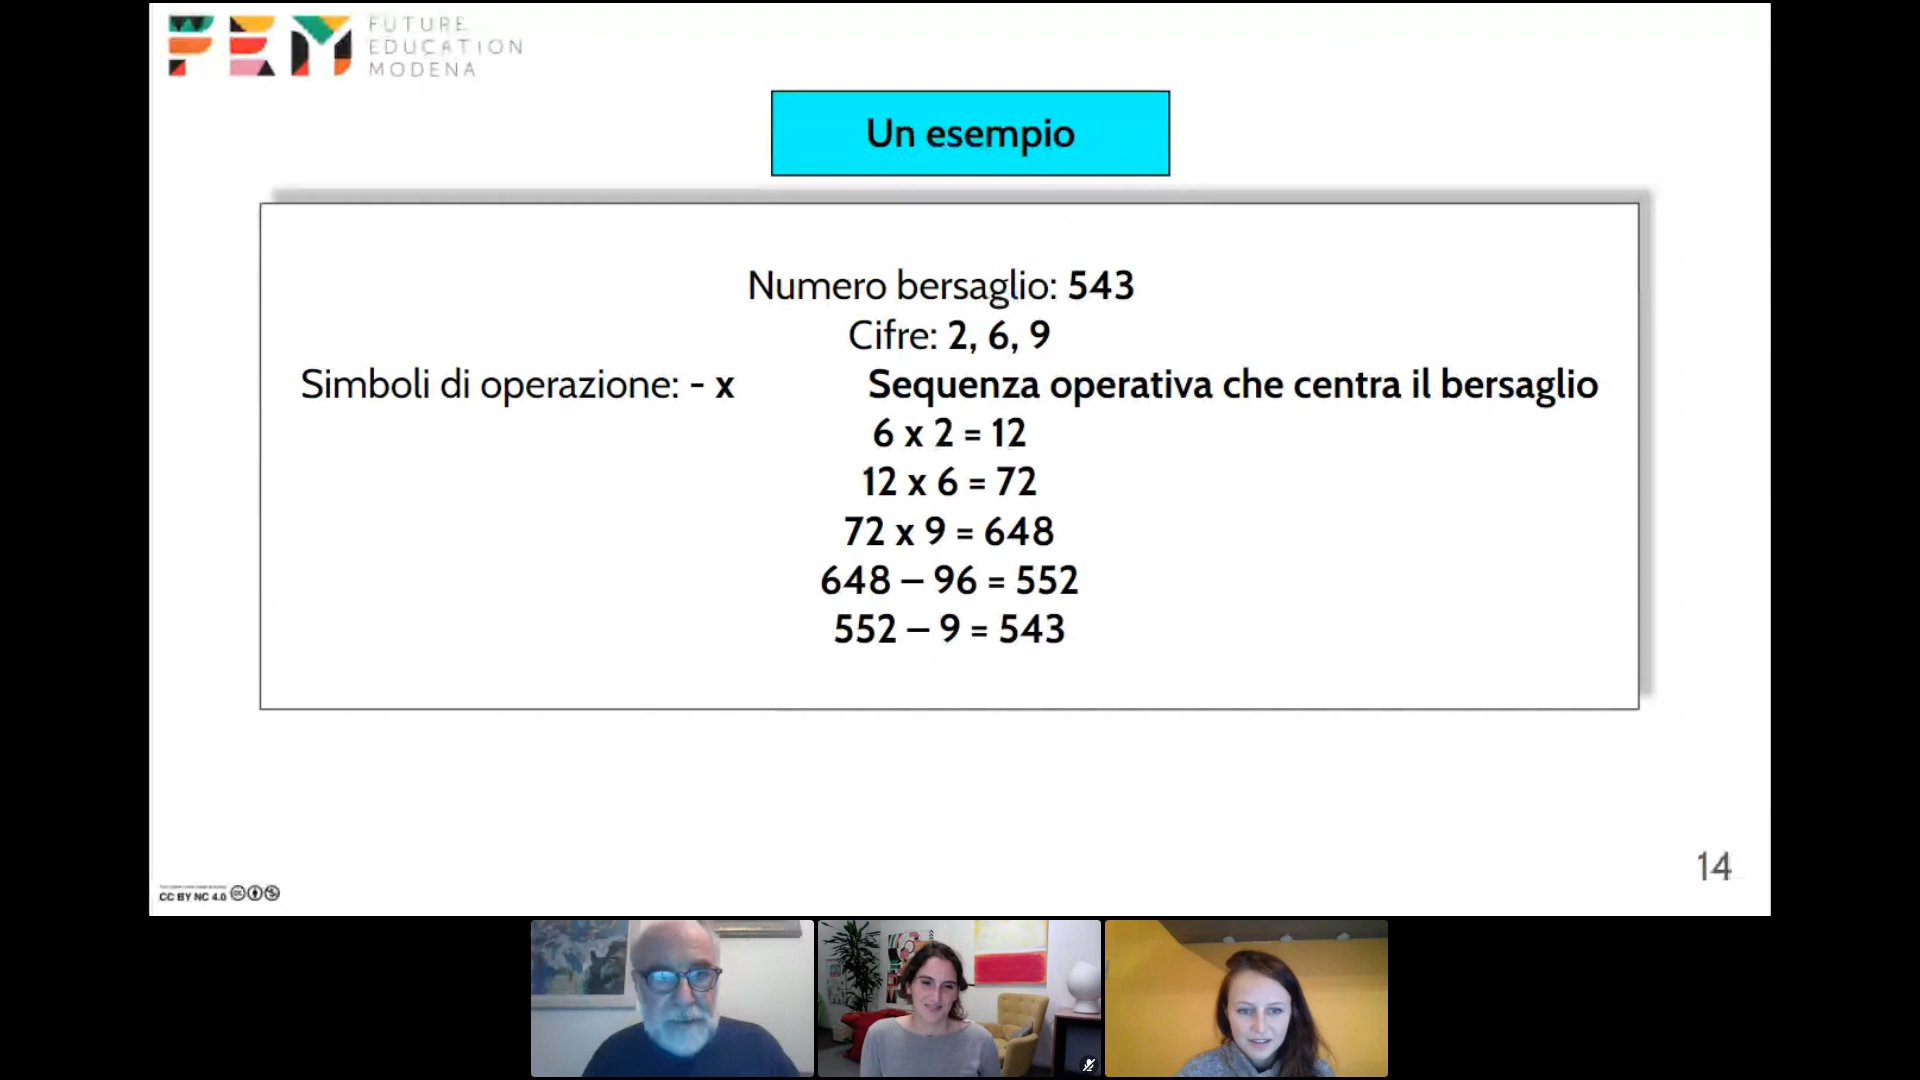 FUTURE
EDUCATION
MODENA
Un esempio
Numero bersaglio: 543
Cifre: 2, 6, 9
Simboli di operazione: - x Sequenza operativa che centra il bersaglio
6 x 2 = 12
12 x 6 = 72
72 x 9 = 648
648 – 96 = 552
552 – 9 = 543
14
CC BY NC 4.0